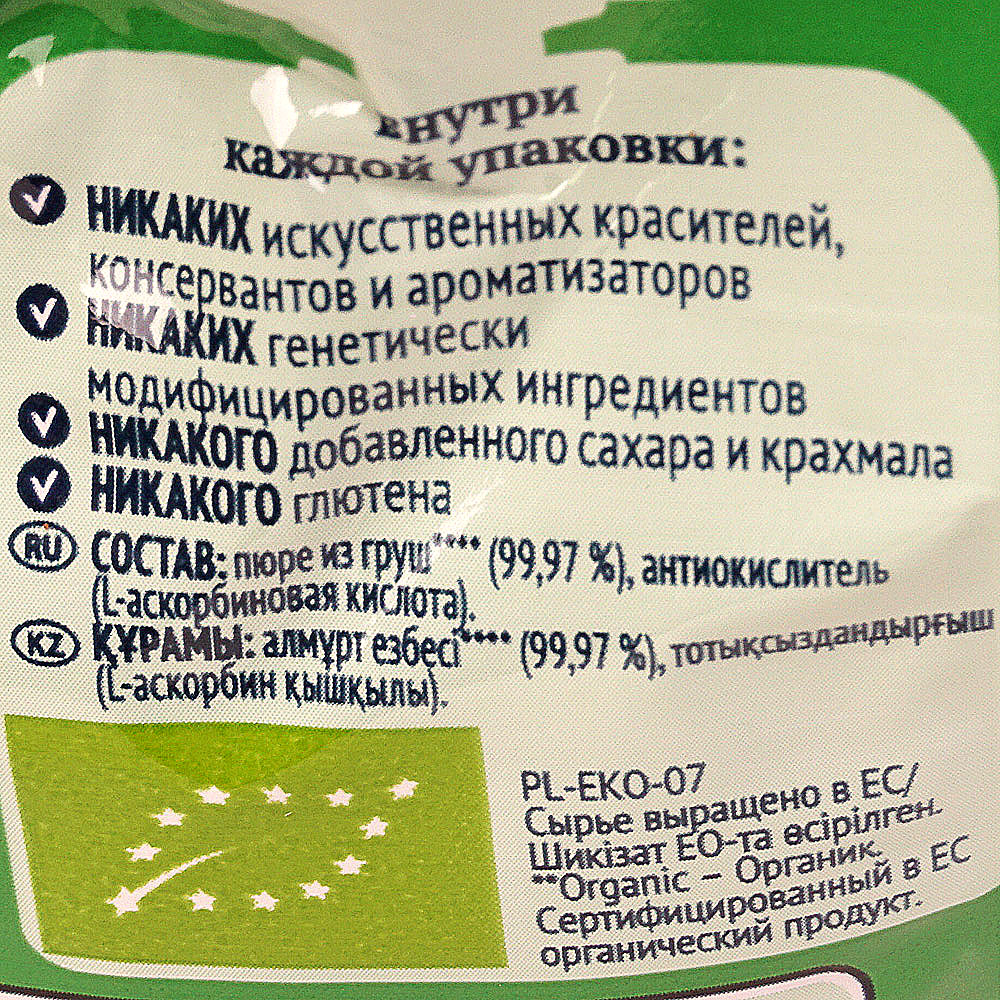 внутри
каждой упаковки:
НИКАКИХ искусственных красителей,
консервантов и ароматизаторов
НИКАКИХ генетически
модифицированных ингредиентов
НИКАКОГО добавленного сахара и крахмала
НИКАКОГО глютена
RU СОСТАВ: пюре из груш**** (99,97 %), антиокислитель
(L-аскорбиновая кислота).
KZ ҚҰРАМЫ: алмұрт езбесі**** (99,97 %), тотықсыздандырғыш
(L-аскорбин қышқылы).
PL-EKO-07
Сырье выращено в ЕС/
Шикізат ЕО-та өсірілген.
**Organic – Органик.
Сертифицированный в ЕС
органический продукт.